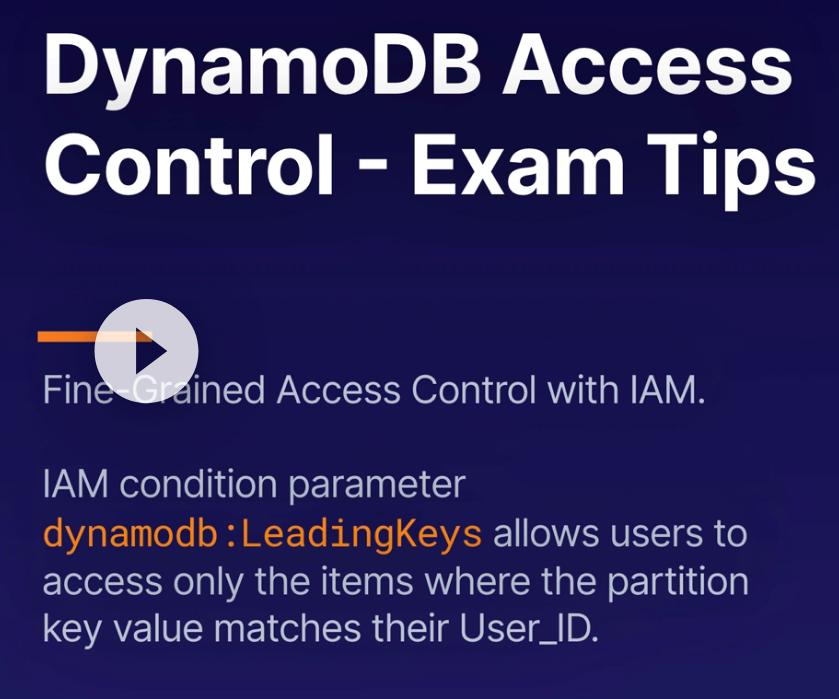 DynamoDB Access
Control - Exam Tips
Fine-Grained Access Control with IAM.
IAM condition parameter
dynamodb:LeadingKeys allows users to
access only the items where the partition
key value matches their User_ID.